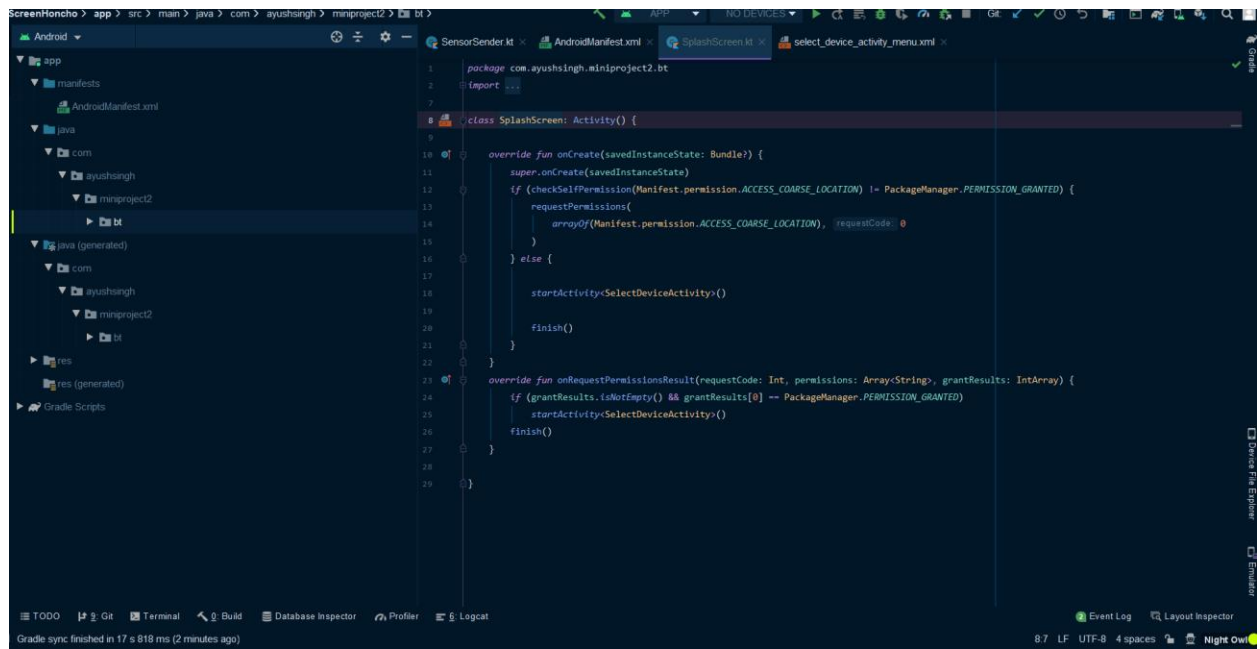 ScreenHoncho > app > src > main > java > com > ayushsingh > miniproject2 > bt >
APP NO DEVICES Git:
Android
SensorSender.kt AndroidManifest.xml SplashScreen.kt select_device_activity_menu.xml
app
manifests
AndroidManifest.xml
java
com
ayushsingh
miniproject2
bt
java (generated)
com
ayushsingh
miniproject2
bt
res
res (generated)
Gradle Scripts
1 package com.ayushsingh.miniproject2.bt
2 import ...
7
8 class SplashScreen: Activity() {
9
10 override fun onCreate(savedInstanceState: Bundle?) {
11 super.onCreate(savedInstanceState)
12 if (checkSelfPermission(Manifest.permission.ACCESS_COARSE_LOCATION) != PackageManager.PERMISSION_GRANTED) {
13 requestPermissions(
14 arrayOf(Manifest.permission.ACCESS_COARSE_LOCATION), requestCode: 0
15 )
16 } else {
17
18 startActivity<SelectDeviceActivity>()
19
20 finish()
21 }
22 }
23 override fun onRequestPermissionsResult(requestCode: Int, permissions: Array<String>, grantResults: IntArray) {
24 if (grantResults.isNotEmpty() && grantResults[0] == PackageManager.PERMISSION_GRANTED)
25 startActivity<SelectDeviceActivity>()
26 finish()
27 }
28
29 }
Gradle
Device File Explorer
Emulator
TODO 9: Git Terminal 0: Build Database Inspector Profiler 6: Logcat
2 Event Log Layout Inspector
Gradle sync finished in 17 s 818 ms (2 minutes ago)
8:7 LF UTF-8 4 spaces Night Owl